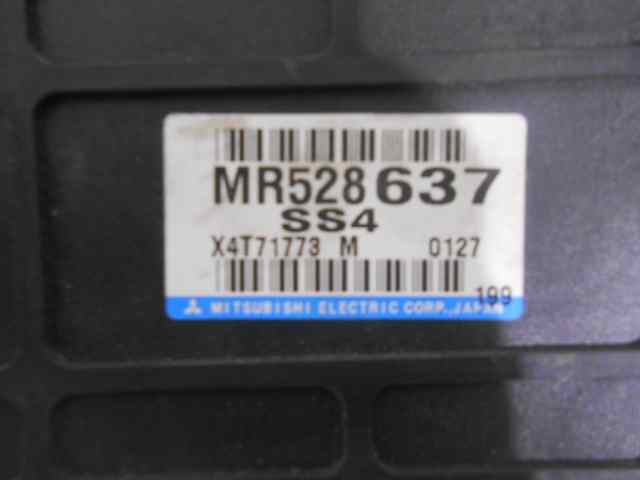 MR528637
SS4
X4T71773 M 0127
199
MITSUBISHI ELECTRIC CORP., JAPAN